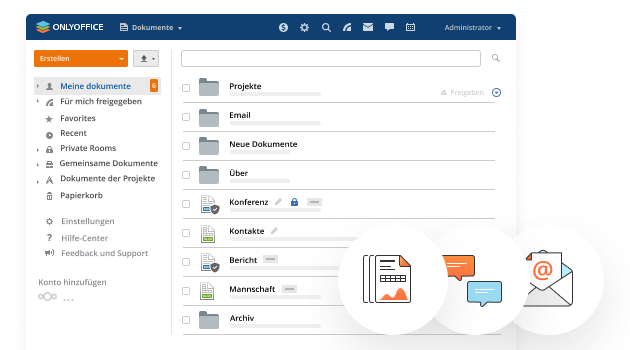 ONLYOFFICE
Dokumente
Administrator
Erstellen
Meine dokumente
6
Für mich freigegeben
Favorites
Recent
Private Rooms
Gemeinsame Dokumente
Dokumente der Projekte
Papierkorb
Einstellungen
Hilfe-Center
Feedback und Support
Konto hinzufügen
Projekte
Freigeben
Email
Neue Dokumente
Über
Konferenz
Kontakte
Bericht
Mannschaft
Archiv
@